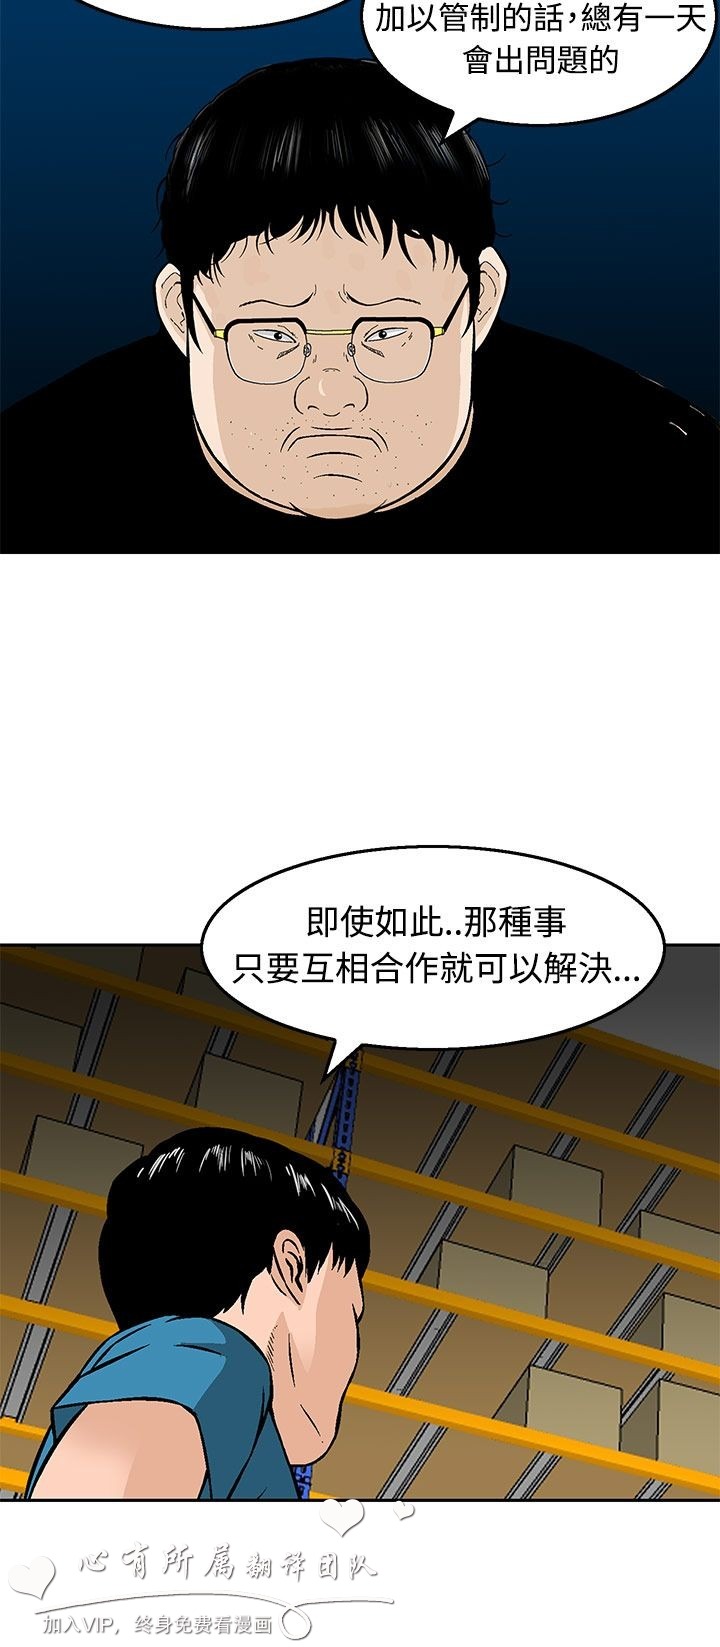 加以管制的話，總有一天
會出問題的
即使如此..那種事
只要互相合作就可以解決...
心有所属翻译团队
加入VIP，终身免费看漫画